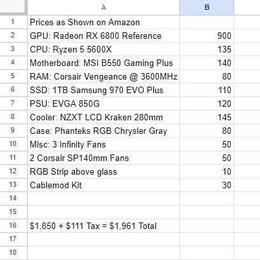 A B
1 Prices as Shown on Amazon
2 GPU: Radeon RX 6800 Reference 900
3 CPU: Ryzen 5 5600X 135
4 Motherboard: MSI B550 Gaming Plus 140
5 RAM: Corsair Vengeance @ 3600MHz 80
6 SSD: 1TB Samsung 970 EVO Plus 110
7 PSU: EVGA 850G 120
8 Cooler: NZXT LCD Kraken 280mm 145
9 Case: Phanteks RGB Chrysler Gray 80
10 Misc: 3 Infinity Fans 50
11 2 Corsair SP140mm Fans 50
12 RGB Strip above glass 10
13 Cablemod Kit 30
14
15
16 $1,850 + $111 Tax = $1,961 Total
17
18